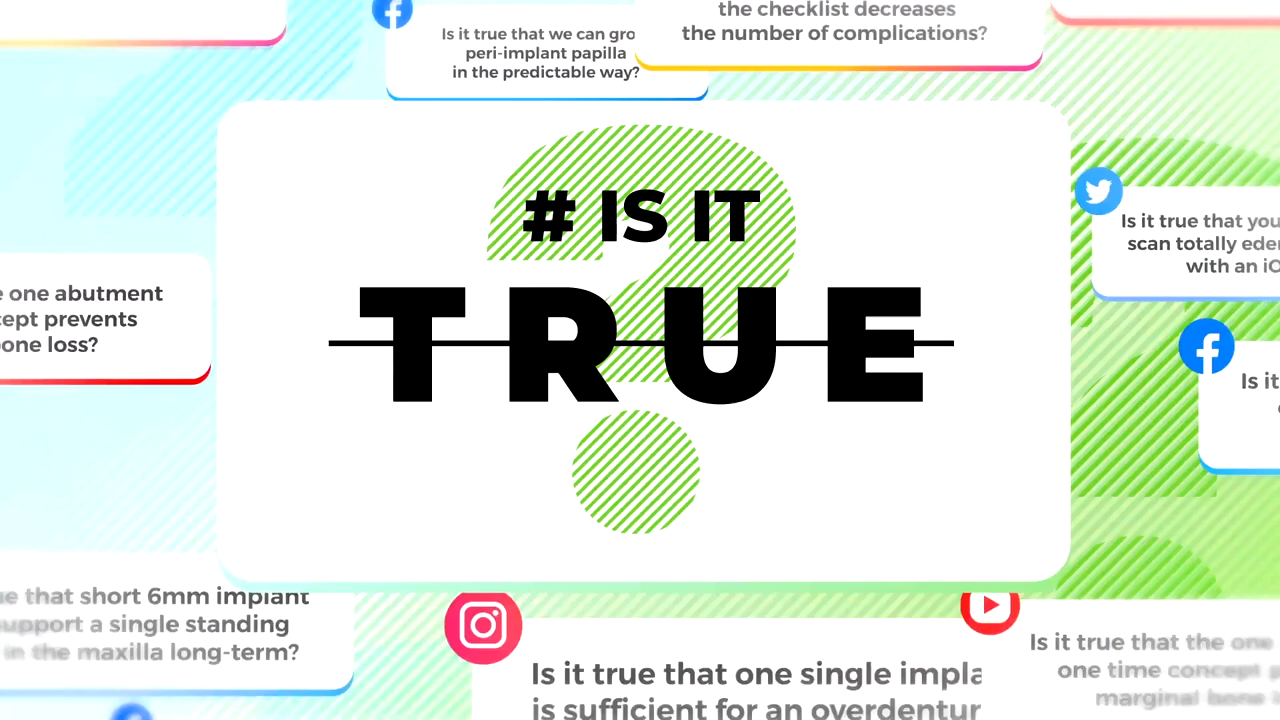 the checklist decreases
the number of complications?
Is it true that we can gro
peri-implant papilla
in the predictable way?
# IS IT
TRUE
Is it true that you
scan totally eder
with an iO
one abutment
cept prevents
one loss?
Is it
that short 6mm implant
support a single standing
in the maxilla long-term?
Is it true that one single impla
is sufficient for an overdentur
Is it true that the one
one time concept
marginal bone